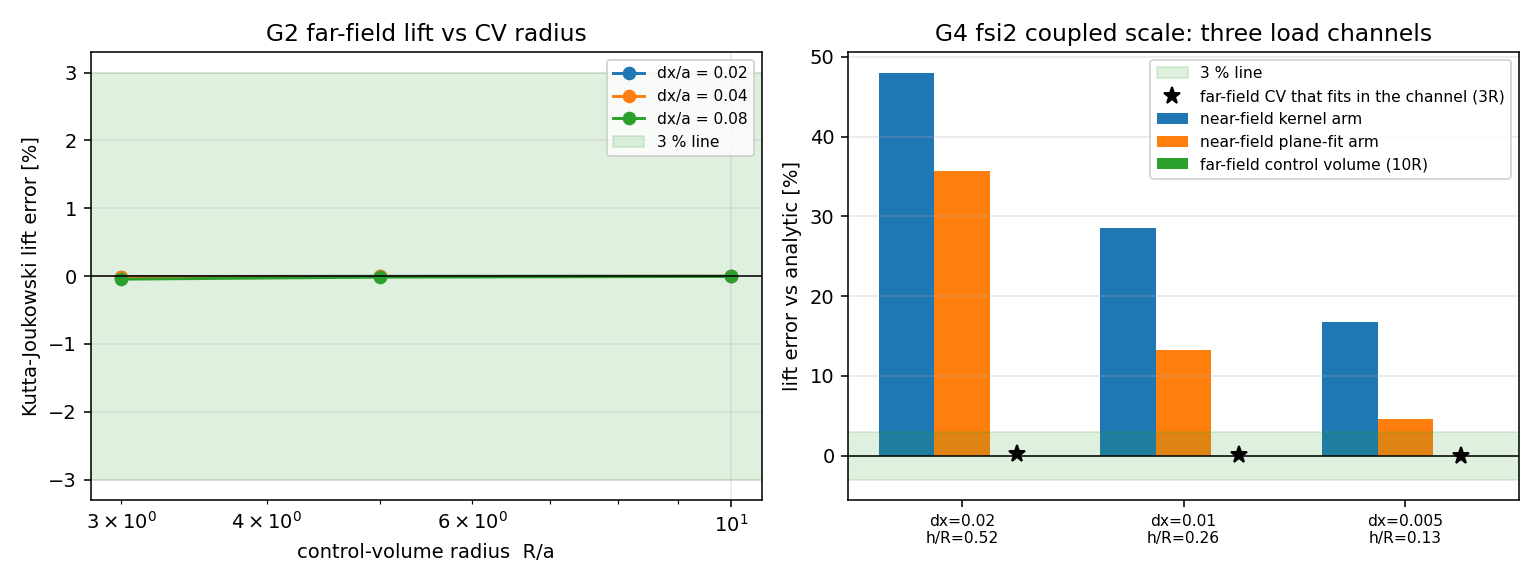 G2 far-field lift vs CV radius
Kutta-Joukowski lift error [%]
3
2
1
0
−1
−2
−3
dx/a = 0.02
dx/a = 0.04
dx/a = 0.08
3 % line
3 × 10⁰
4 × 10⁰
6 × 10⁰
10¹
control-volume radius R/a
G4 fsi2 coupled scale: three load channels
lift error vs analytic [%]
50
40
30
20
10
0
3 % line
far-field CV that fits in the channel (3R)
near-field kernel arm
near-field plane-fit arm
far-field control volume (10R)
dx=0.02
h/R=0.52
dx=0.01
h/R=0.26
dx=0.005
h/R=0.13